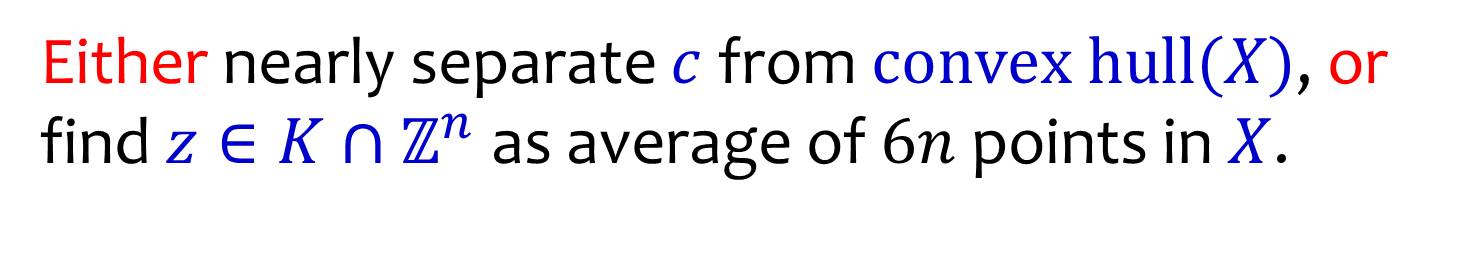 Either nearly separate c from convex hull(X), or
find z ∈ K ∩ ℤⁿ as average of 6n points in X.